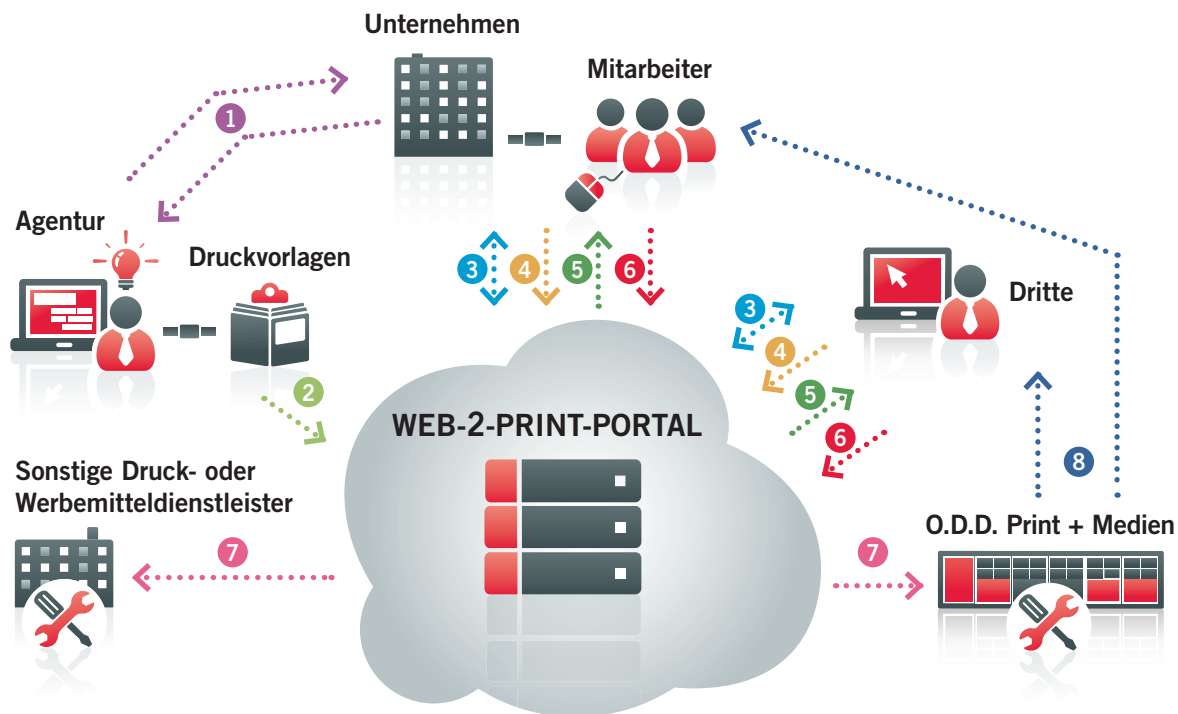 Unternehmen
Mitarbeiter
1
Agentur
Druckvorlagen
3
4
5
6
Dritte
3
4
5
6
2
WEB-2-PRINT-PORTAL
Sonstige Druck- oder
Werbemitteldienstleister
7
7
8
O.D.D. Print + Medien